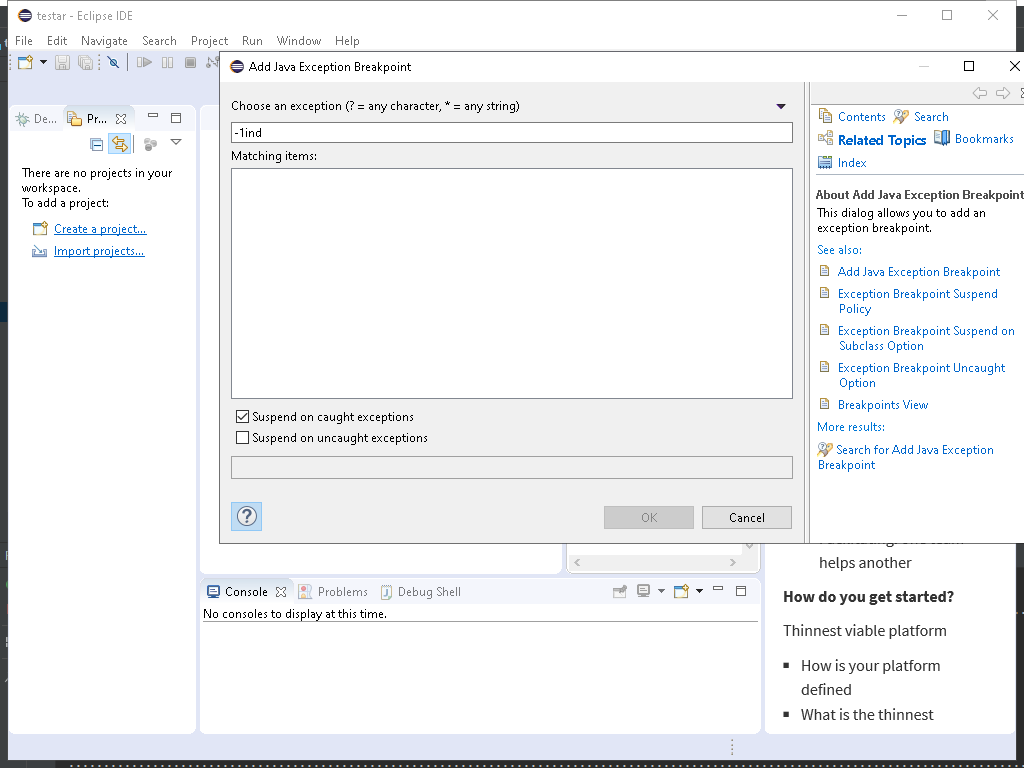 testar - Eclipse IDE
File Edit Navigate Search Project Run Window Help
Add Java Exception Breakpoint
De... Pr...
There are no projects in your
workspace.
To add a project:
Create a project...
Import projects...
Choose an exception (? = any character, * = any string)
-1ind
Matching items:
Suspend on caught exceptions
Suspend on uncaught exceptions
OK Cancel
Contents Search
Related Topics Bookmarks
Index
About Add Java Exception Breakpoint
This dialog allows you to add an
exception breakpoint.
See also:
Add Java Exception Breakpoint
Exception Breakpoint Suspend
Policy
Exception Breakpoint Suspend on
Subclass Option
Exception Breakpoint Uncaught
Option
Breakpoints View
More results:
Search for Add Java Exception
Breakpoint
Console Problems Debug Shell
No consoles to display at this time.
helps another
How do you get started?
Thinnest viable platform
How is your platform
defined
What is the thinnest